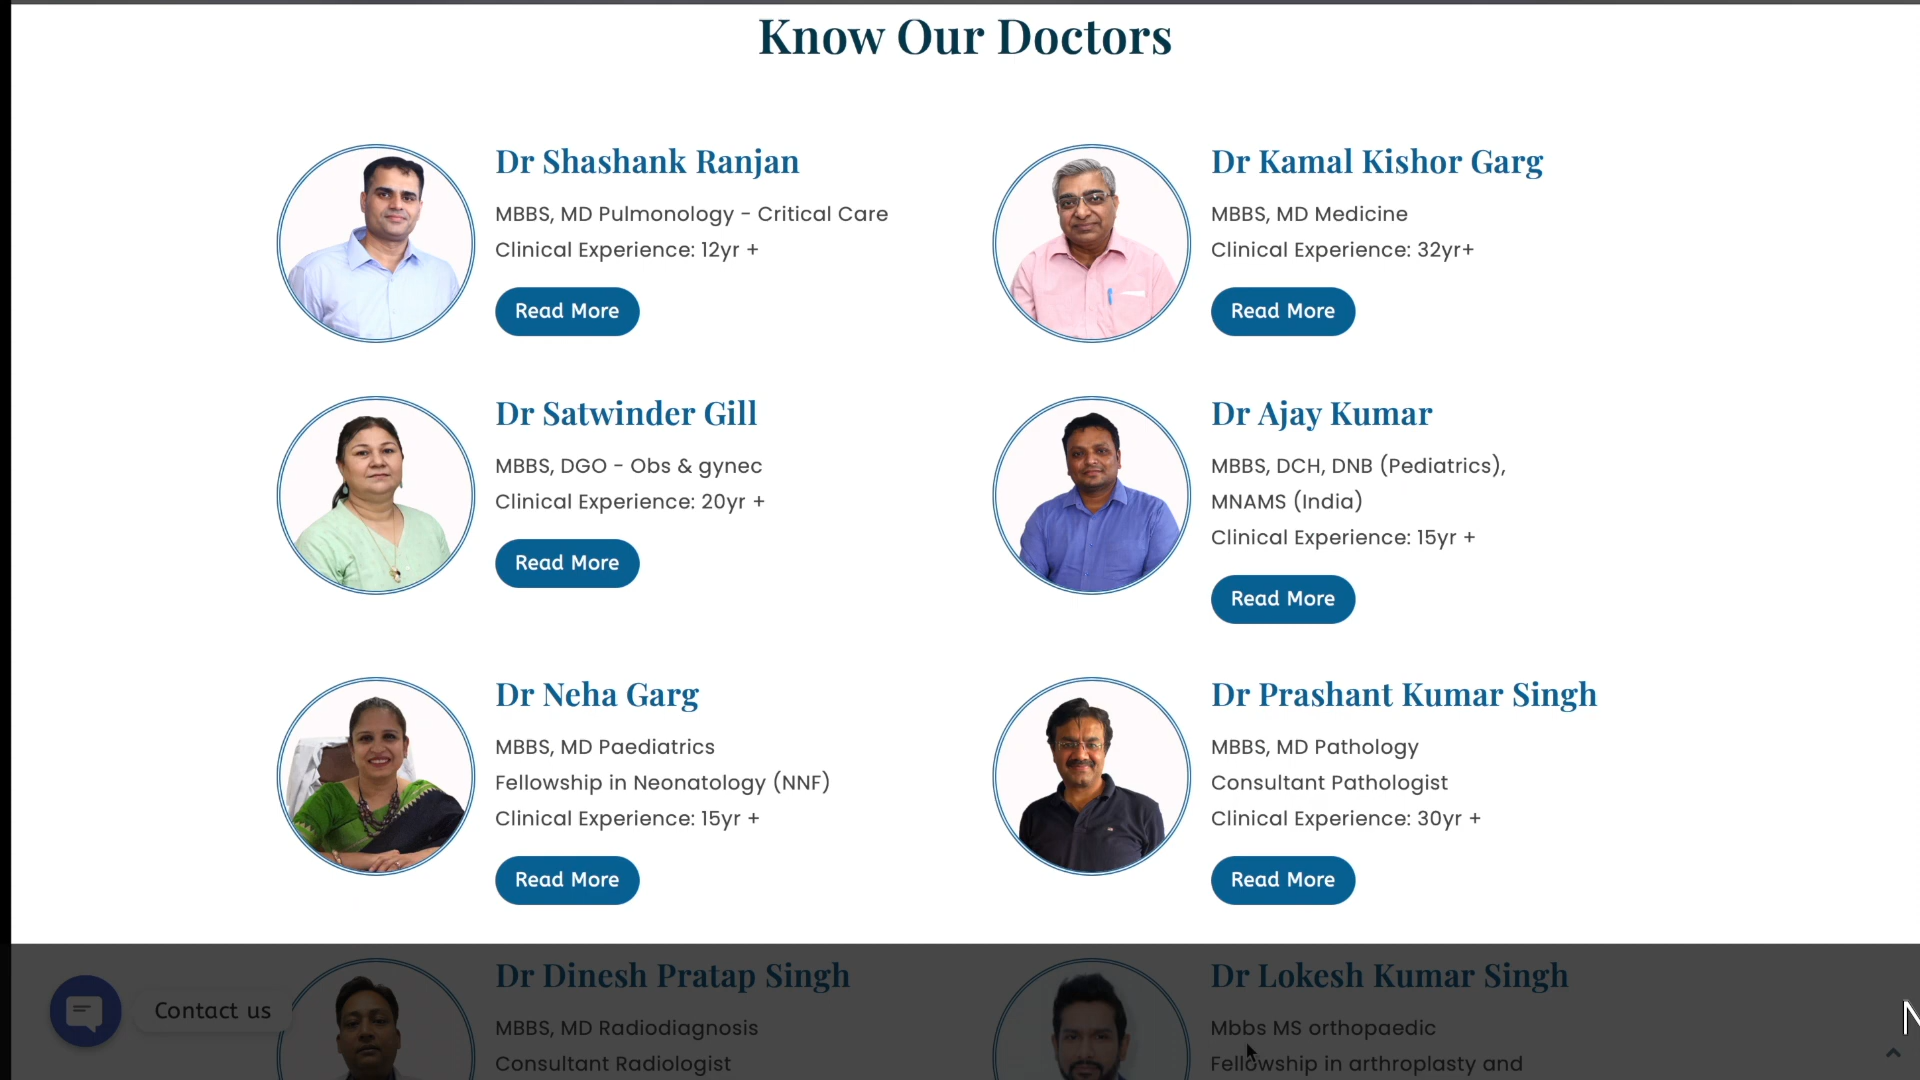 Know Our Doctors
Dr Shashank Ranjan
MBBS, MD Pulmonology - Critical Care
Clinical Experience: 12yr +
Read More
Dr Kamal Kishor Garg
MBBS, MD Medicine
Clinical Experience: 32yr+
Read More
Dr Satwinder Gill
MBBS, DGO - Obs & gynec
Clinical Experience: 20yr +
Read More
Dr Ajay Kumar
MBBS, DCH, DNB (Pediatrics),
MNAMS (India)
Clinical Experience: 15yr +
Read More
Dr Neha Garg
MBBS, MD Paediatrics
Fellowship in Neonatology (NNF)
Clinical Experience: 15yr +
Read More
Dr Prashant Kumar Singh
MBBS, MD Pathology
Consultant Pathologist
Clinical Experience: 30yr +
Read More
Dr Dinesh Pratap Singh
MBBS, MD Radiodiagnosis
Consultant Radiologist
Dr Lokesh Kumar Singh
Mbbs MS orthopaedic
Fellowship in arthroplasty and
Contact us